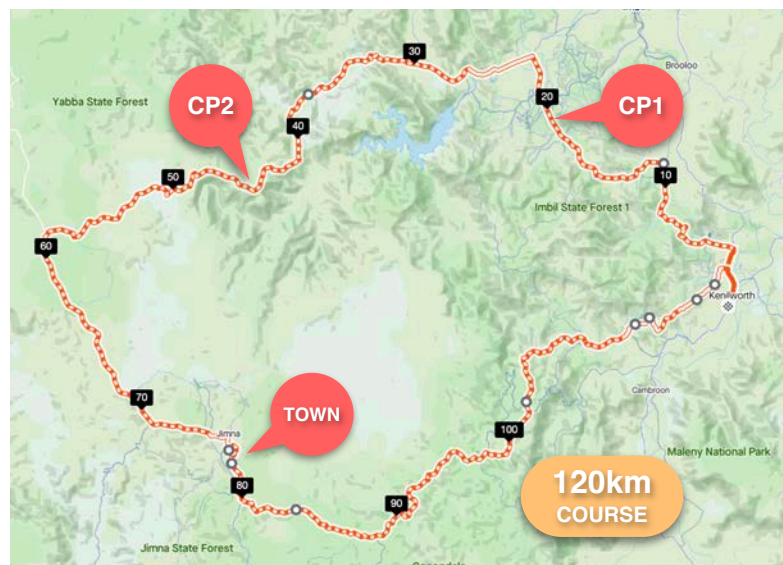 30
Brooloo
Yabba State Forest
CP2
CP1
20
40
50
10
Imbil State Forest 1
60
Kenilworth
Cambroon
70
TOWN
Jimna
100
Maleny National Park
80
120km
COURSE
90
Jimna State Forest